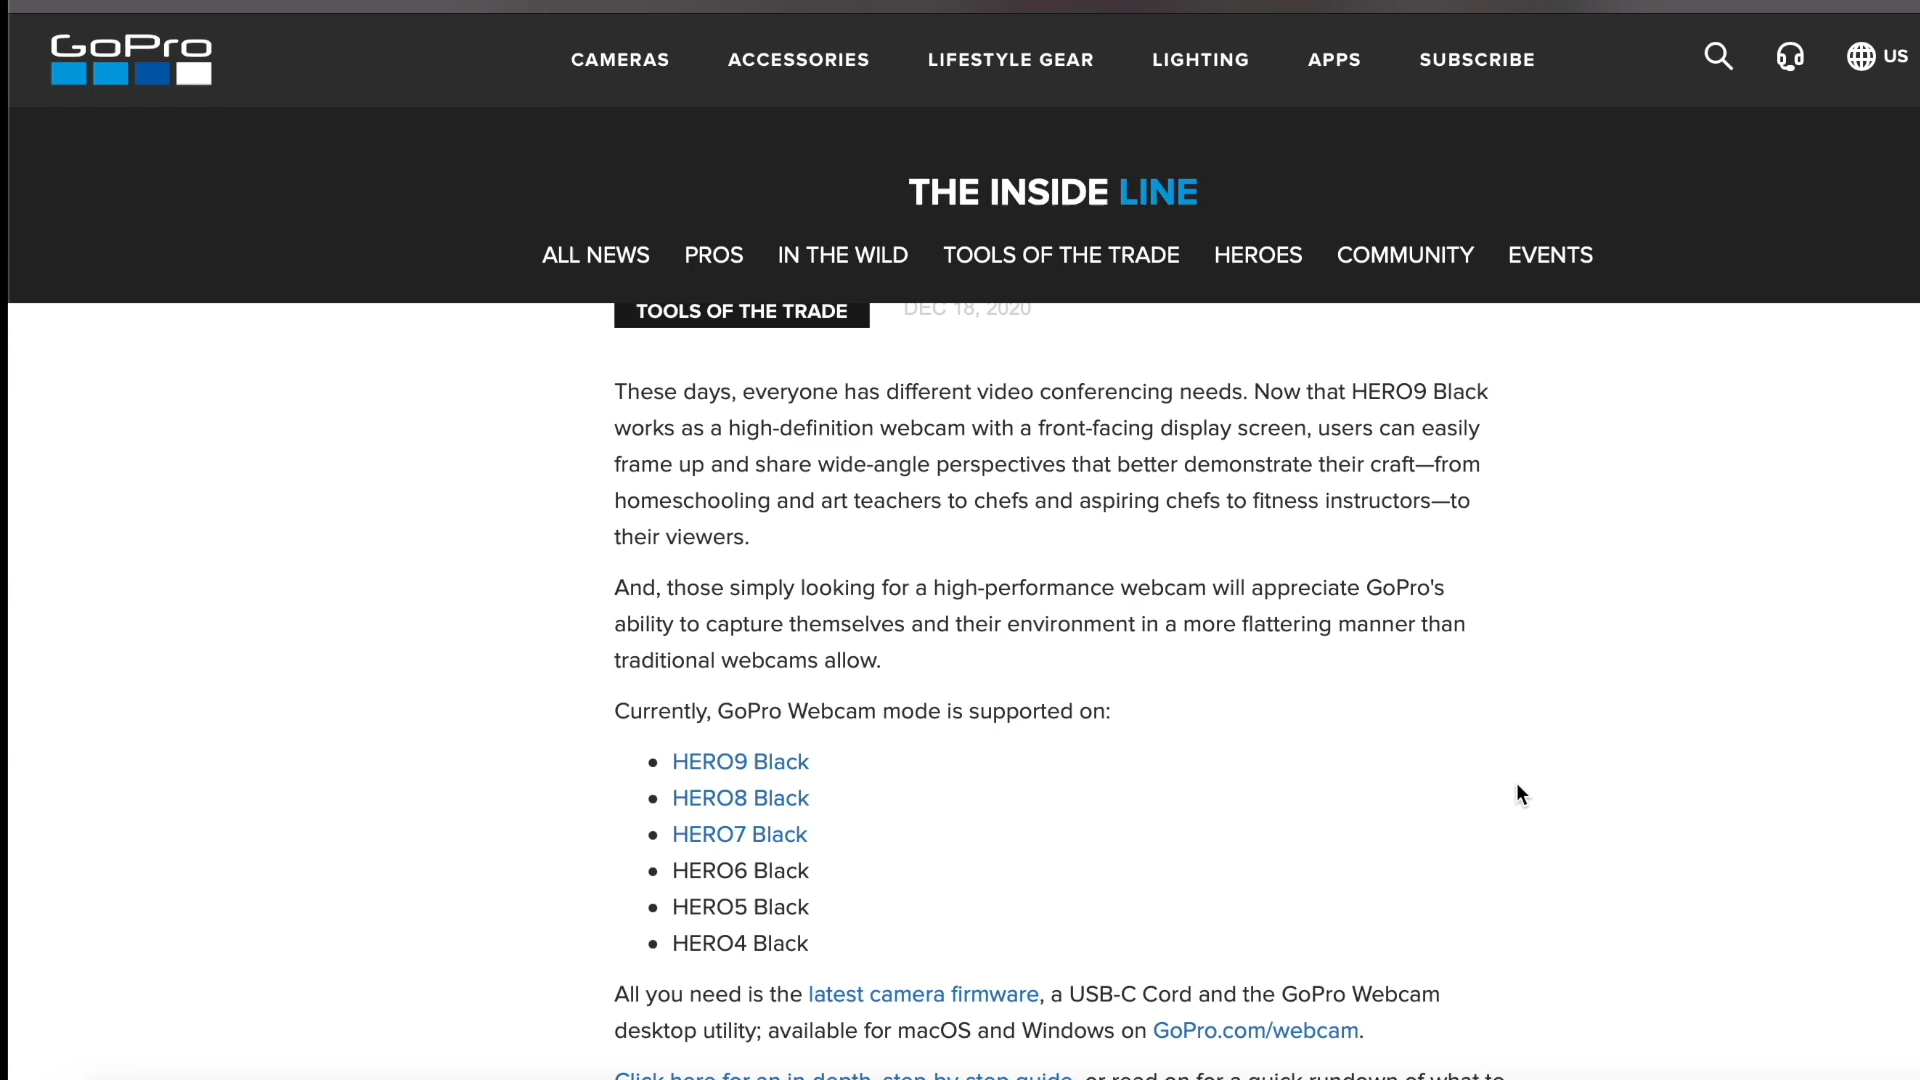 GoPro
CAMERAS ACCESSORIES LIFESTYLE GEAR LIGHTING APPS SUBSCRIBE US
THE INSIDE LINE
ALL NEWS PROS IN THE WILD TOOLS OF THE TRADE HEROES COMMUNITY EVENTS
TOOLS OF THE TRADE DEC 18, 2020
These days, everyone has different video conferencing needs. Now that HERO9 Black
works as a high-definition webcam with a front-facing display screen, users can easily
frame up and share wide-angle perspectives that better demonstrate their craft—from
homeschooling and art teachers to chefs and aspiring chefs to fitness instructors—to
their viewers.
And, those simply looking for a high-performance webcam will appreciate GoPro's
ability to capture themselves and their environment in a more flattering manner than
traditional webcams allow.
Currently, GoPro Webcam mode is supported on:
• HERO9 Black
• HERO8 Black
• HERO7 Black
• HERO6 Black
• HERO5 Black
• HERO4 Black
All you need is the latest camera firmware, a USB-C Cord and the GoPro Webcam
desktop utility; available for macOS and Windows on GoPro.com/webcam.
Click here for an in-depth, step-by-step guide, or read on for a quick rundown of what to